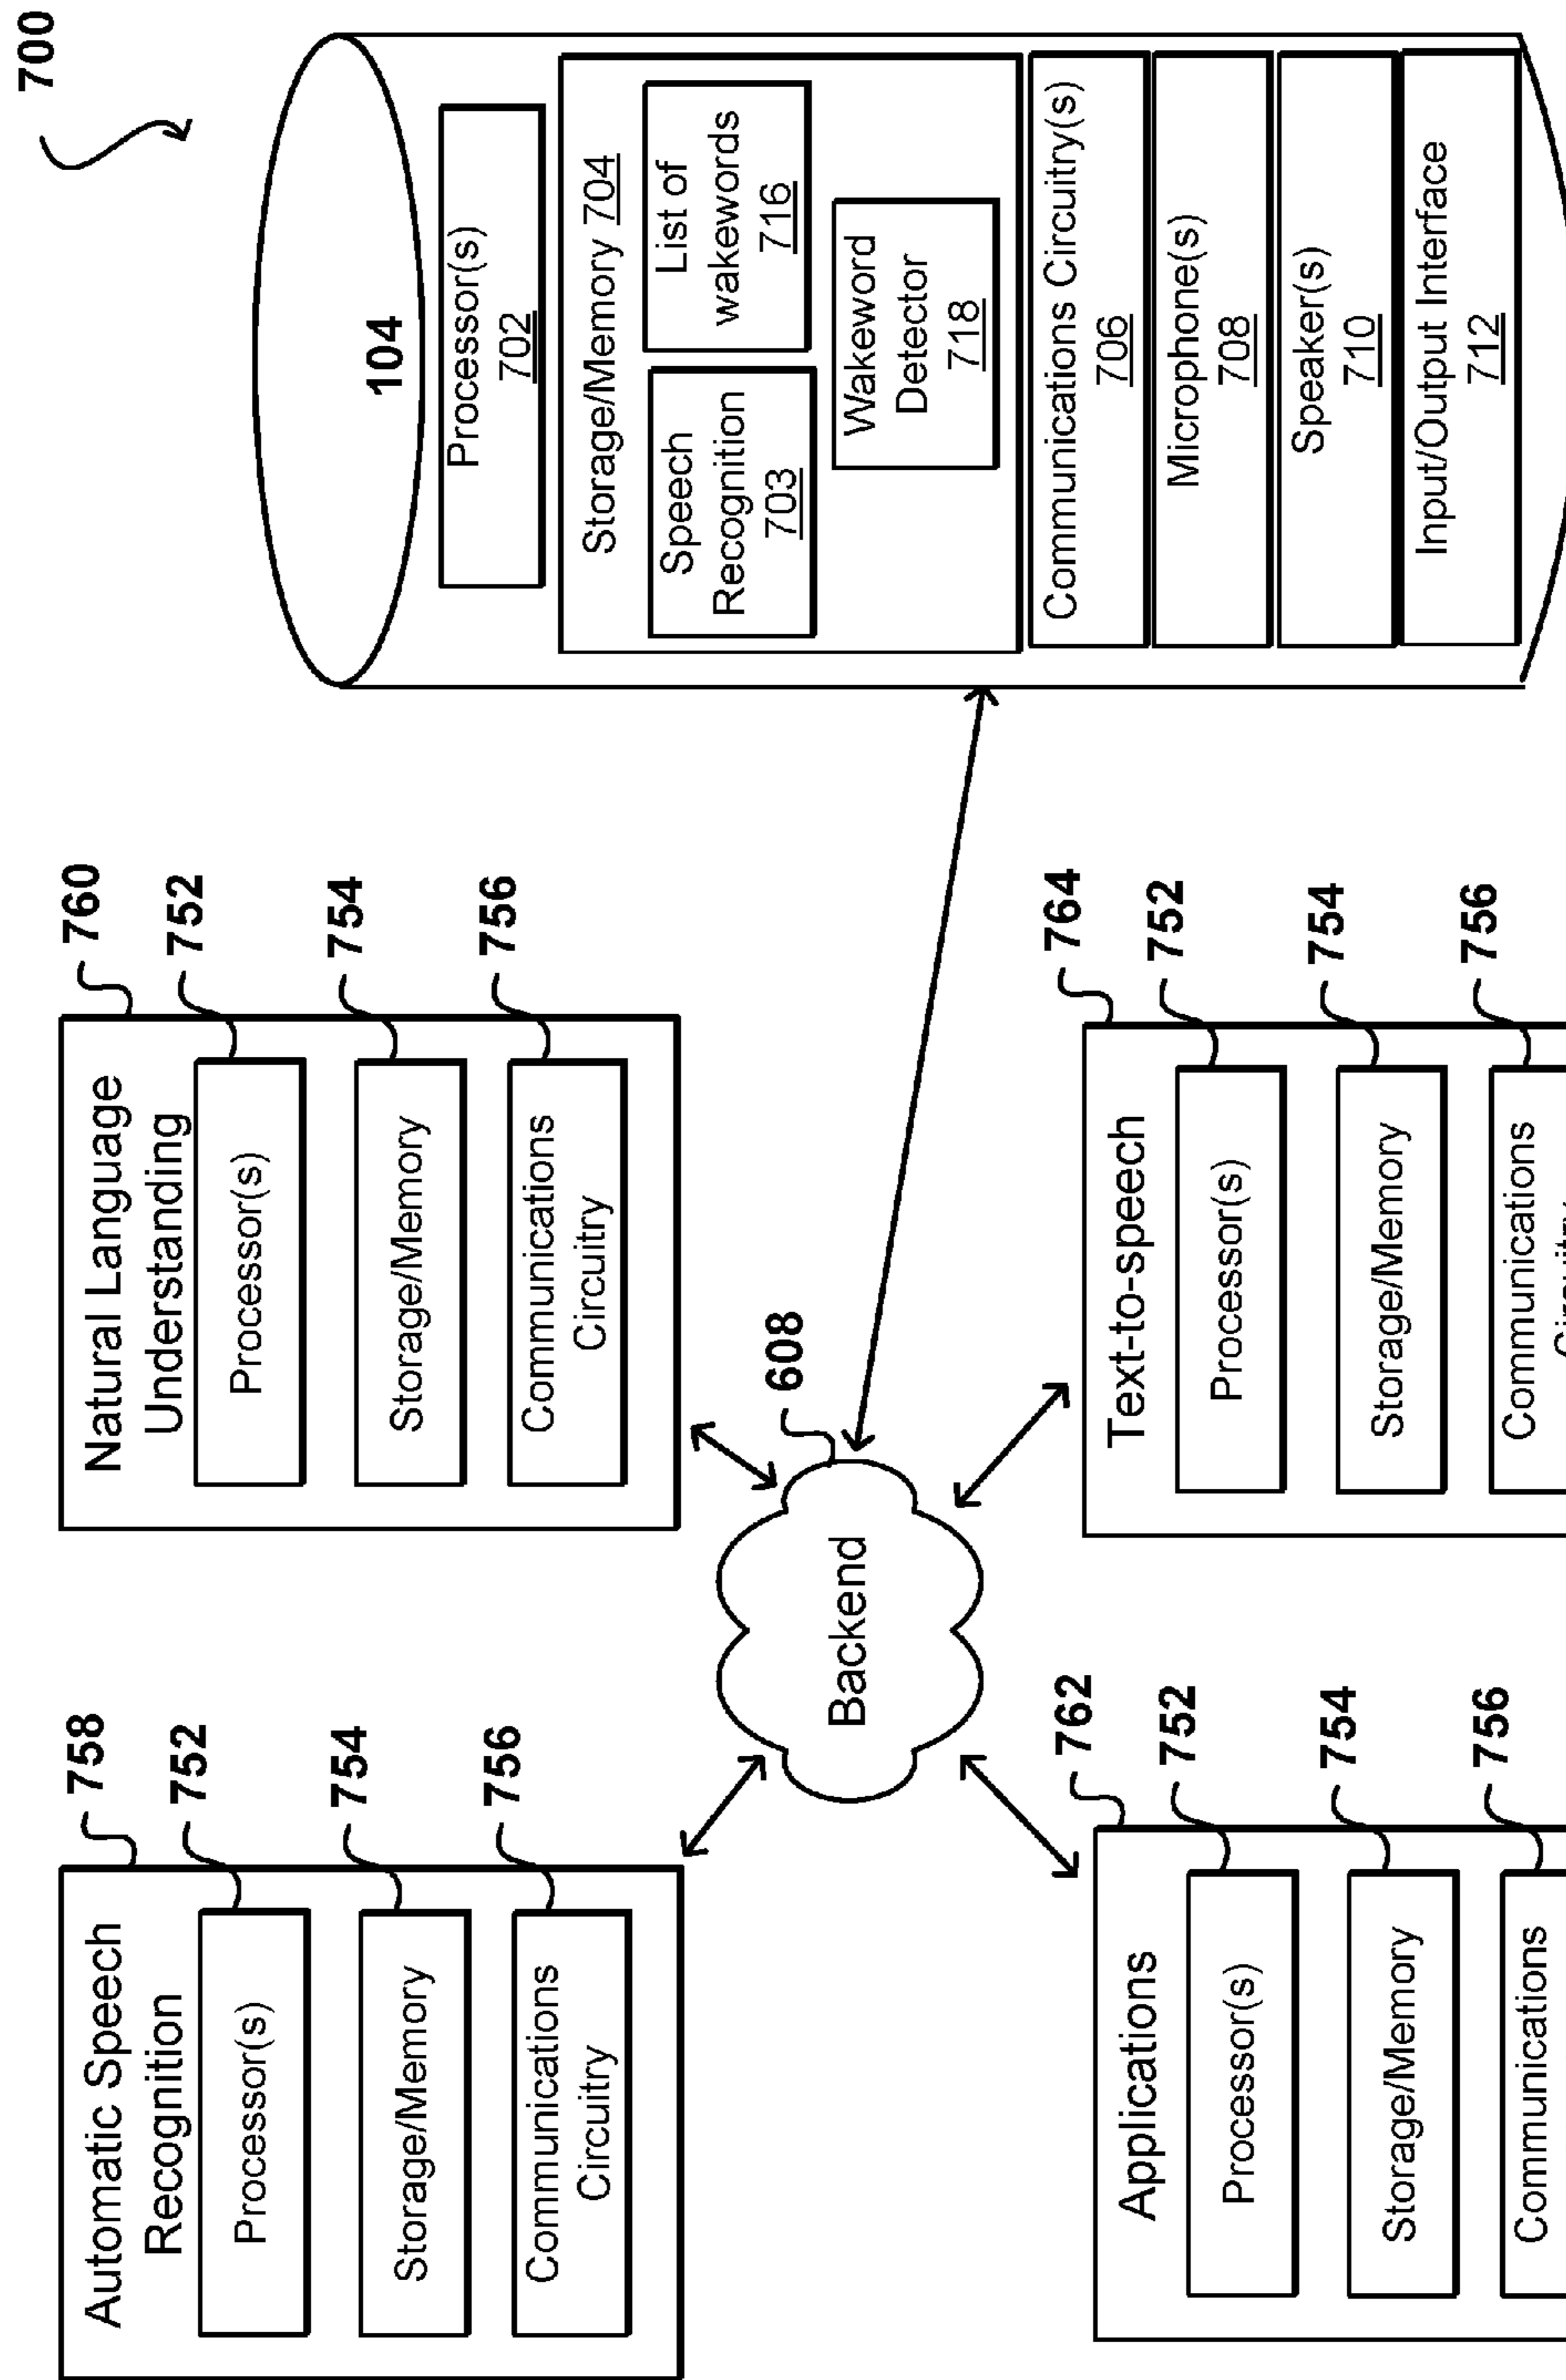 700
758
Automatic Speech
Recognition
752
Processor(s)
754
Storage/Memory
756
Communications
Circuitry
760
Natural Language
Understanding
752
Processor(s)
754
Storage/Memory
756
Communications
Circuitry
Backend
608
762
Applications
752
Processor(s)
754
Storage/Memory
756
Communications
764
Text-to-speech
752
Processor(s)
754
Storage/Memory
756
Communications
104
Processor(s)
702
Storage/Memory 704
Speech
Recognition
703
List of
wakewords
716
Wakeword
Detector
718
Communications Circuitry(s)
706
Microphone(s)
708
Speaker(s)
710
Input/Output Interface
712